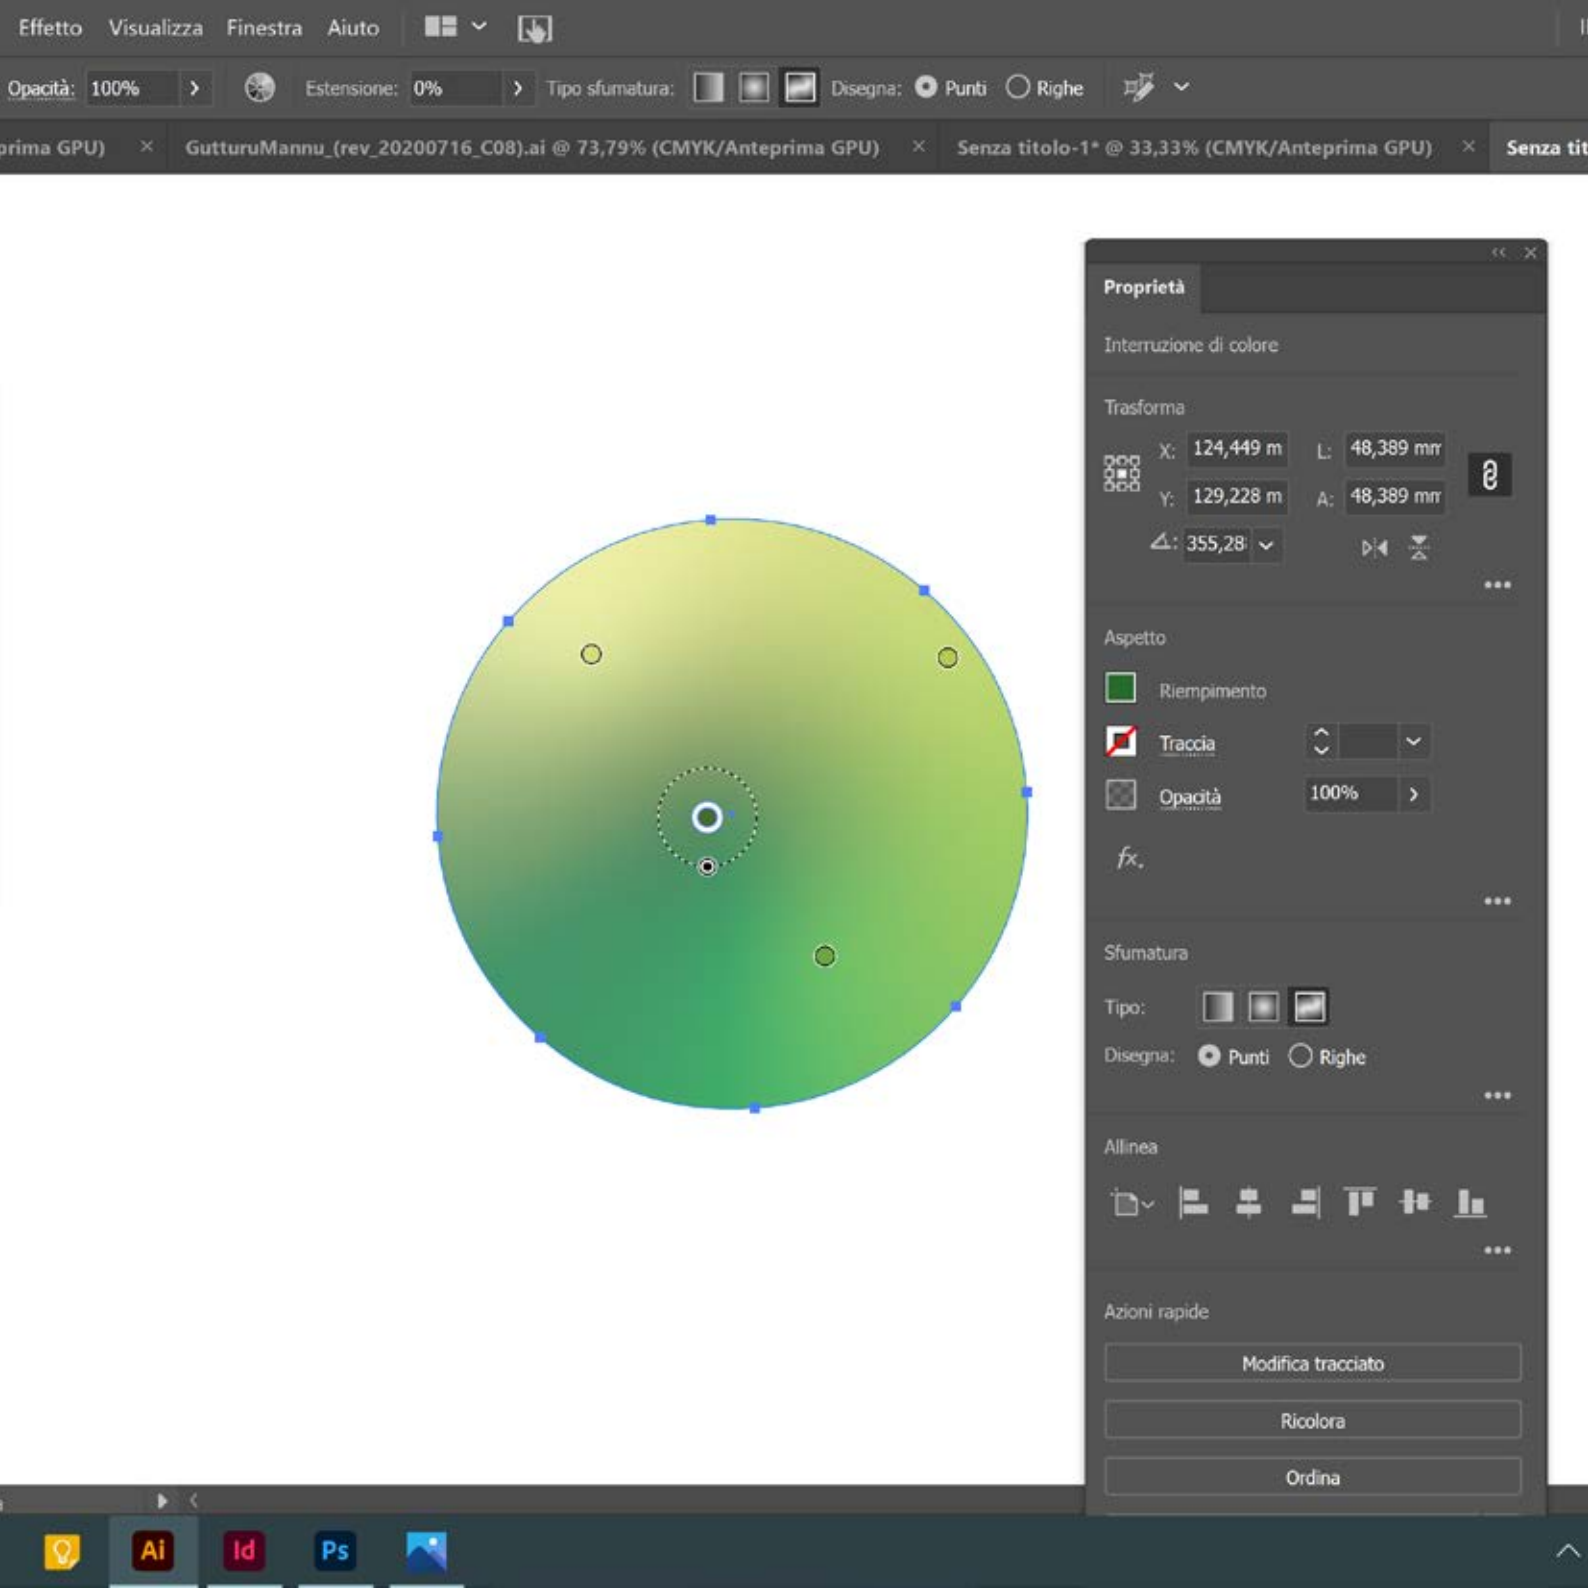 Effetto Visualizza Finestra Aiuto
Opacità: 100% Estensione: 0% Tipo sfumatura: Disegna: Punti Righe
prima GPU) × GutturuMannu_(rev_20200716_C08).ai @ 73,79% (CMYK/Anteprima GPU) × Senza titolo-1* @ 33,33% (CMYK/Anteprima GPU) × Senza tit
Proprietà
Interruzione di colore
Trasforma
X: 124,449 m L: 48,389 mm
Y: 129,228 m A: 48,389 mm
355,28
Aspetto
Riempimento
Traccia
Opacità 100%
fx.
Sfumatura
Tipo:
Disegna: Punti Righe
Allinea
Azioni rapide
Modifica tracciato
Ricolora
Ordina
Ai Id Ps